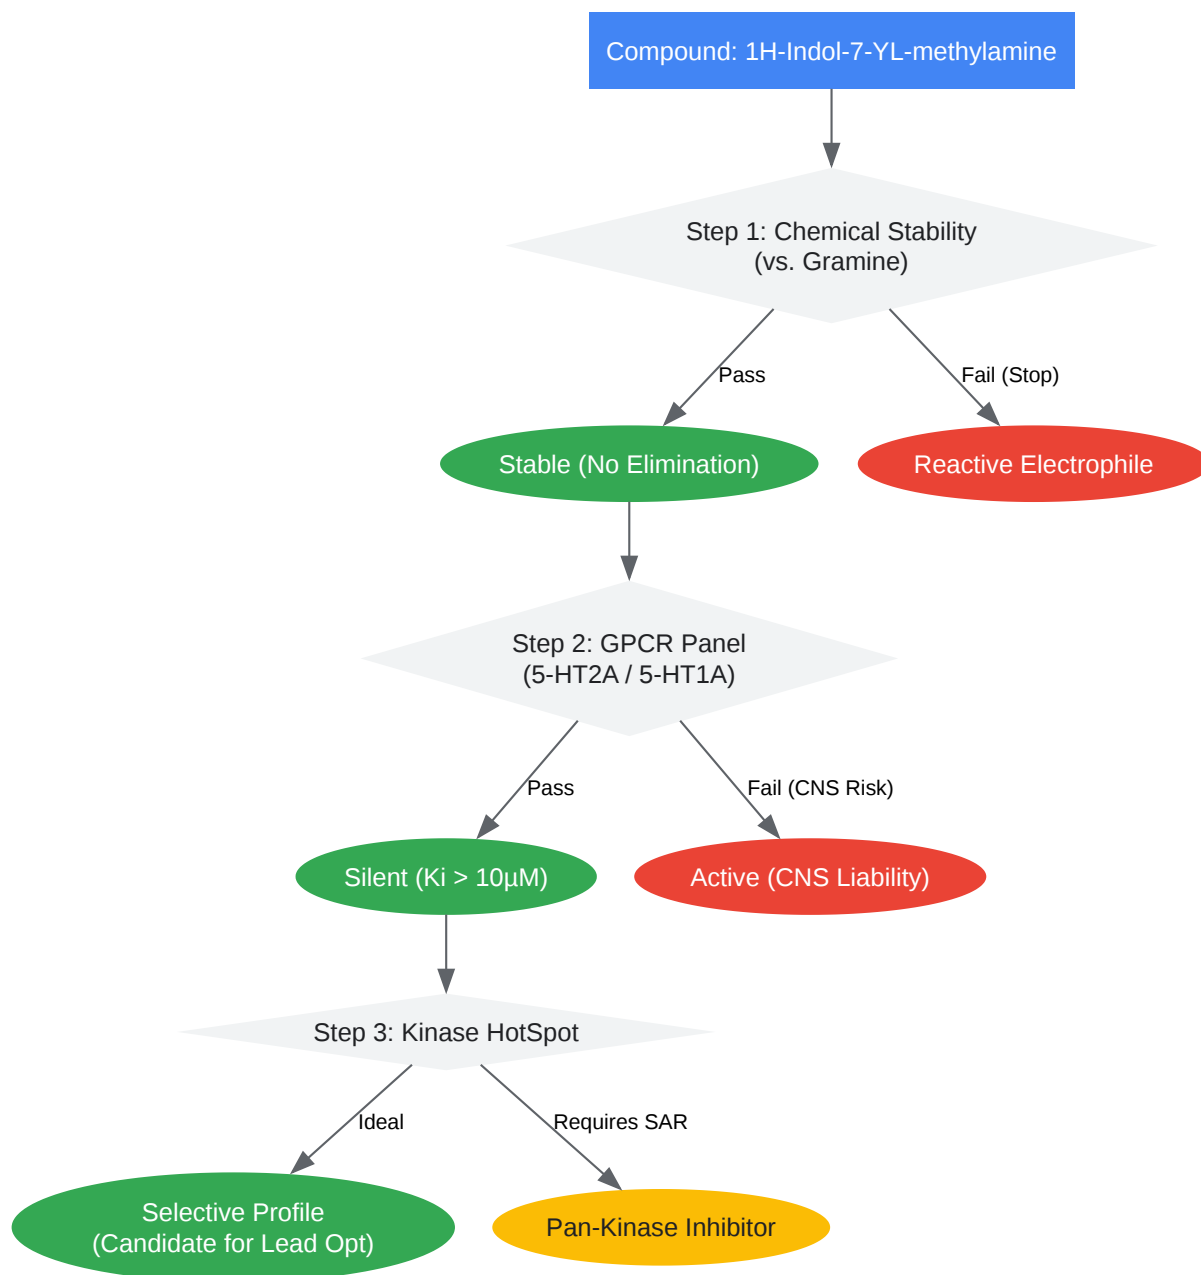 Compound: 1H-Indol-7-YL-methylamine
Step 1: Chemical Stability
(vs. Gramine)
Pass
Fail (Stop)
Stable (No Elimination)
Reactive Electrophile
Step 2: GPCR Panel
(5-HT2A / 5-HT1A)
Pass
Fail (CNS Risk)
Silent (Ki > 10µM)
Active (CNS Liability)
Step 3: Kinase HotSpot
Ideal
Requires SAR
Selective Profile
(Candidate for Lead Opt)
Pan-Kinase Inhibitor